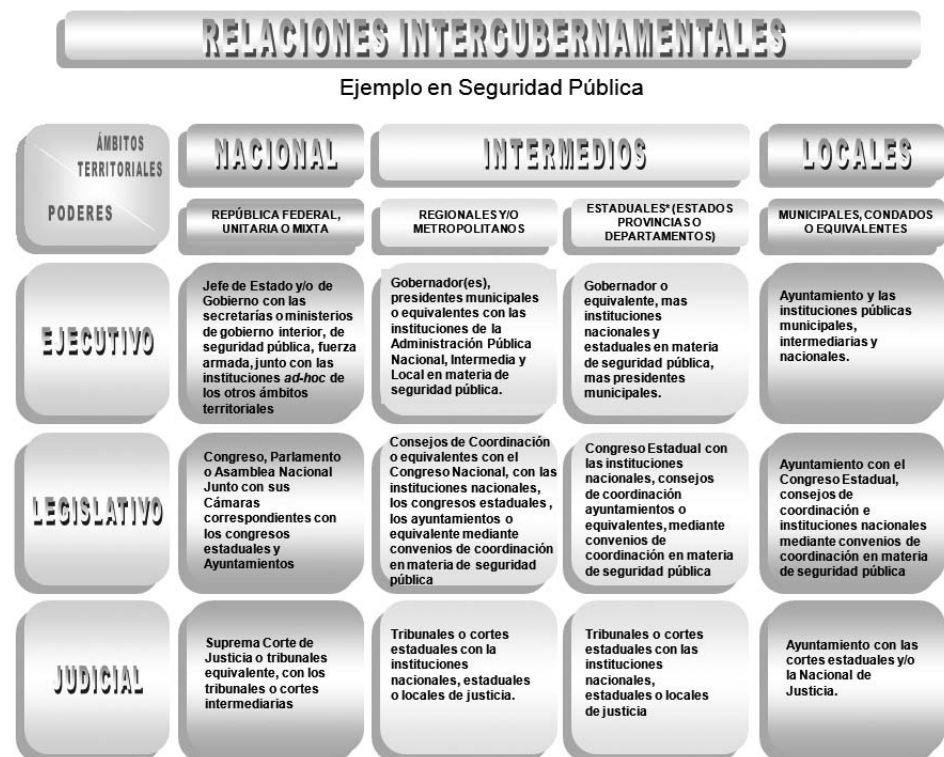 RELACIONES INTERGUBERNAMENTALES
Ejemplo en Seguridad Pública
ÁMBITOS
TERRITORIALES
PODERES
NACIONAL
INTERMEDIOS
LOCALES
REPÚBLICA FEDERAL,
UNITARIA O MIXTA
REGIONALES Y/O
METROPOLITANOS
ESTADUALES* (ESTADOS
PROVINCIAS O
DEPARTAMENTOS)
MUNICIPALES, CONDADOS
O EQUIVALENTES
EJECUTIVO
Jefe de Estado y/o de
Gobierno con las
secretarías o ministerios
de gobierno interior, de
seguridad pública, fuerza
armada, junto con las
instituciones ad-hoc de
los otros ámbitos
territoriales
Gobernador(es),
presidentes municipales
o equivalentes con las
instituciones de la
Administración Pública
Nacional, Intermedia y
Local en materia de
seguridad pública.
Gobernador o
equivalente, mas
instituciones
nacionales y
estaduales en materia
de seguridad pública,
mas presidentes
municipales.
Ayuntamiento y las
instituciones públicas
municipales,
intermediarias y
nacionales.
LEGISLATIVO
Congreso, Parlamento
o Asamblea Nacional
Junto con sus
Cámaras
correspondientes con
los congresos
estaduales y
Ayuntamientos
Consejos de Coordinación
o equivalentes con el
Congreso Nacional, con las
instituciones nacionales,
los congresos estaduales ,
los ayuntamientos o
equivalente mediante
convenios de coordinación
en materia de seguridad
pública
Congreso Estadual con
las instituciones
nacionales, consejos
de coordinación
ayuntamientos o
equivalentes, mediante
convenios de
coordinación en materia
de seguridad pública
Ayuntamiento con el
Congreso Estadual,
consejos de
coordinación e
instituciones nacionales
mediante convenios de
coordinación en materia
de seguridad pública
JUDICIAL
Suprema Corte de
Justicia o tribunales
equivalente, con los
tribunales o cortes
intermediarias
Tribunales o cortes
estaduales con la
instituciones
nacionales, estaduales
o locales de justicia.
Tribunales o cortes
estaduales con las
instituciones
nacionales,
estaduales o locales
de justicia
Ayuntamiento con las
cortes estaduales y/o
la Nacional de
Justicia.